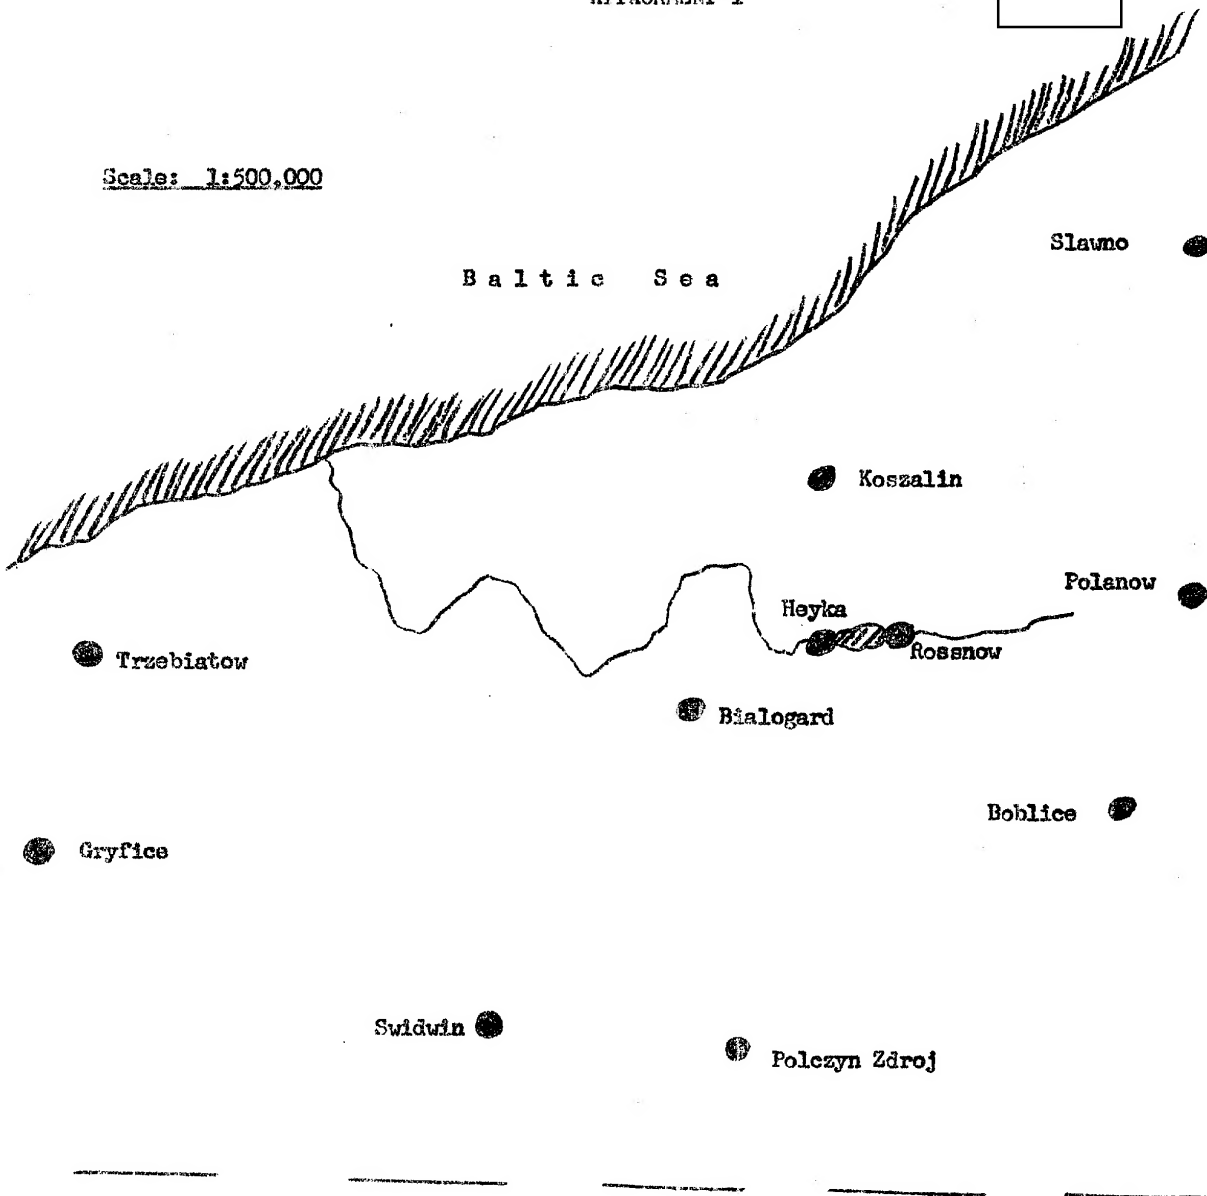 Scale: 1:500,000
Slawno
Baltic Sea
Koszalin
Polanow
Heyka
Rossnow
Trzebiatow
Bialogard
Boblice
Gryfice
Swidwin
Polczyn Zdroj